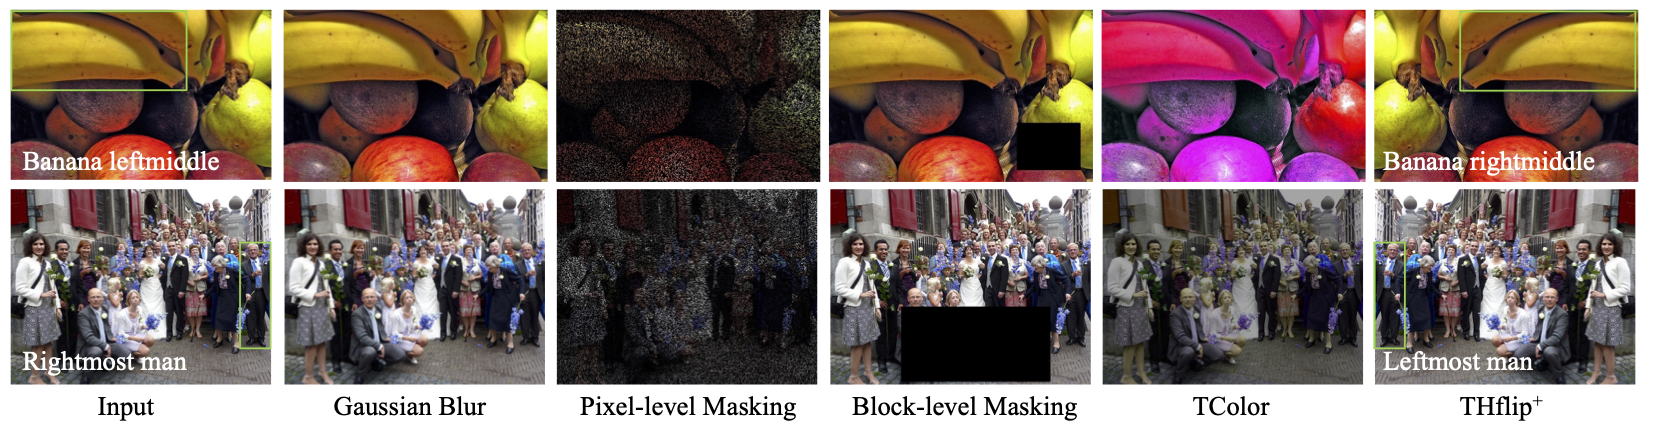 Banana leftmiddle
Banana rightmiddle
Rightmost man
Leftmost man
Input
Gaussian Blur
Pixel-level Masking
Block-level Masking
TColor
THflip+